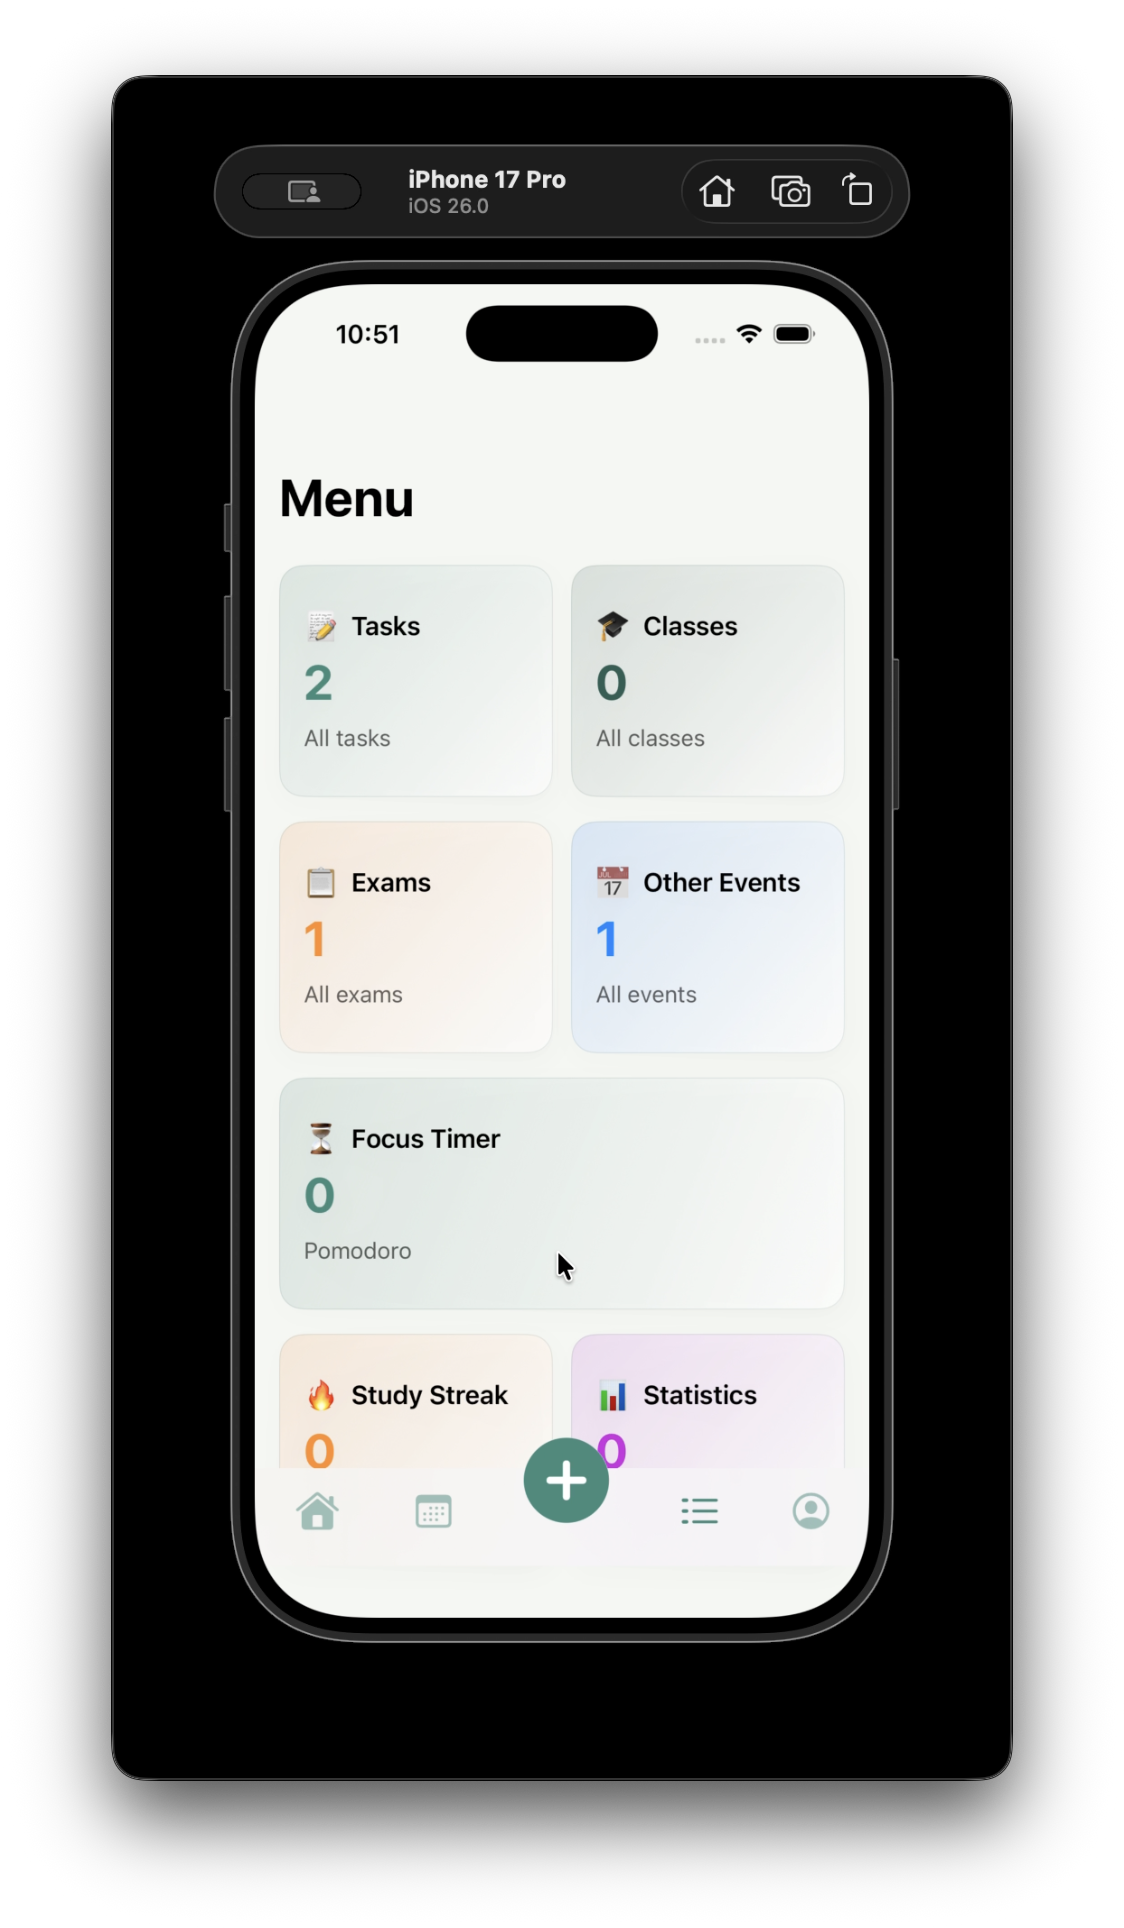 iPhone 17 Pro
iOS 26.0
10:51
Menu
Tasks
2
All tasks
Classes
0
All classes
Exams
1
All exams
JUL
17
Other Events
1
All events
Focus Timer
0
Pomodoro
Study Streak
0
Statistics
0